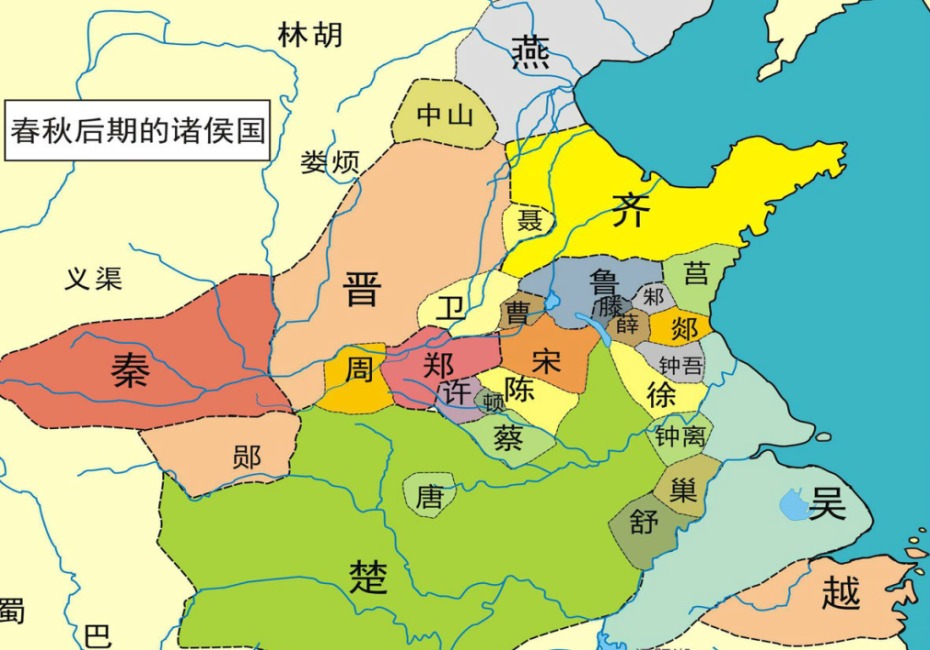 林胡
燕
春秋后期的诸侯国
中山
娄烦
齐
聂
义渠
晋
鲁
莒
卫
曹
滕
邾
薛
郯
秦
周
郑
宋
钟吾
许
顿
陈
徐
蔡
钟离
郧
唐
巢
舒
吴
楚
越
蜀
巴